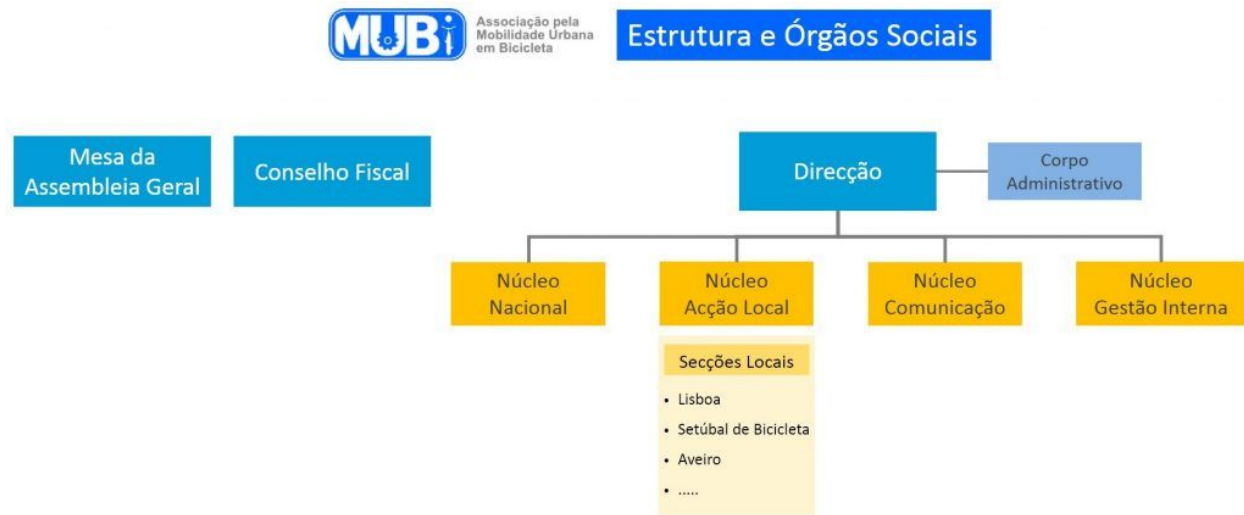 MUBi
Associação pela
Mobilidade Urbana
em Bicicleta
Estrutura e Órgãos Sociais
Mesa da
Assembleia Geral
Conselho Fiscal
Direcção
Corpo
Administrativo
Núcleo
Nacional
Núcleo
Acção Local
Núcleo
Comunicação
Núcleo
Gestão Interna
Secções Locais
• Lisboa
• Setúbal de Bicicleta
• Aveiro
• .....